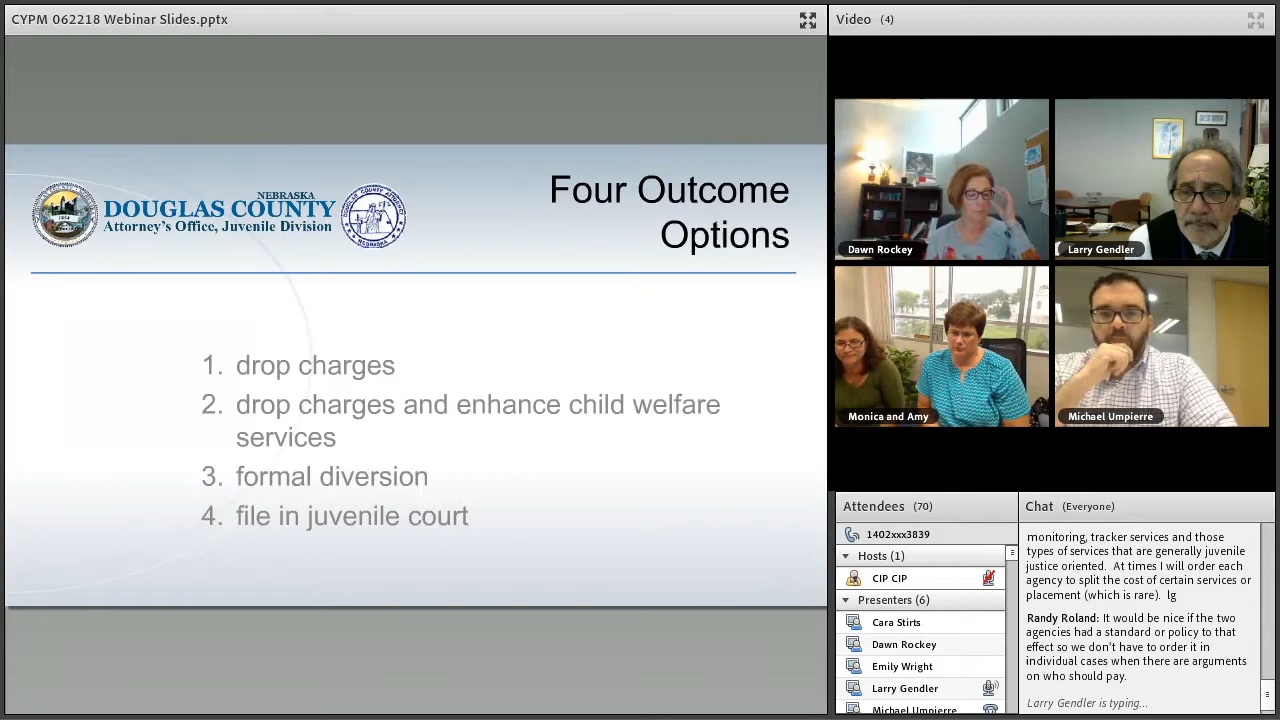 CYPM 062218 Webinar Slides.pptx
NEBRASKA
DOUGLAS COUNTY
Attorney's Office, Juvenile Division
Four Outcome
Options
1. drop charges
2. drop charges and enhance child welfare
services
3. formal diversion
4. file in juvenile court
Video (4)
Dawn Rockey
Larry Gendler
Monica and Amy
Michael Umpierre
Attendees (70)
1402xxx3839
Hosts (1)
CIP CIP
Presenters (6)
Cara Stirts
Dawn Rockey
Emily Wright
Larry Gendler
Michael Umpierre
Chat (Everyone)
monitoring, tracker services and those
types of services that are generally juvenile
justice oriented. At times I will order each
agency to split the cost of certain services or
placement (which is rare). lg
Randy Roland: It would be nice if the two
agencies had a standard or policy to that
effect so we don't have to order it in
individual cases when there are arguments
on who should pay.
Larry Gendler is typing...